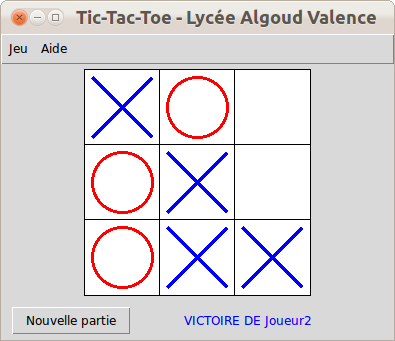 Tic-Tac-Toe - Lycée Algoud Valence
Jeu Aide
Nouvelle partie VICTOIRE DE Joueur2